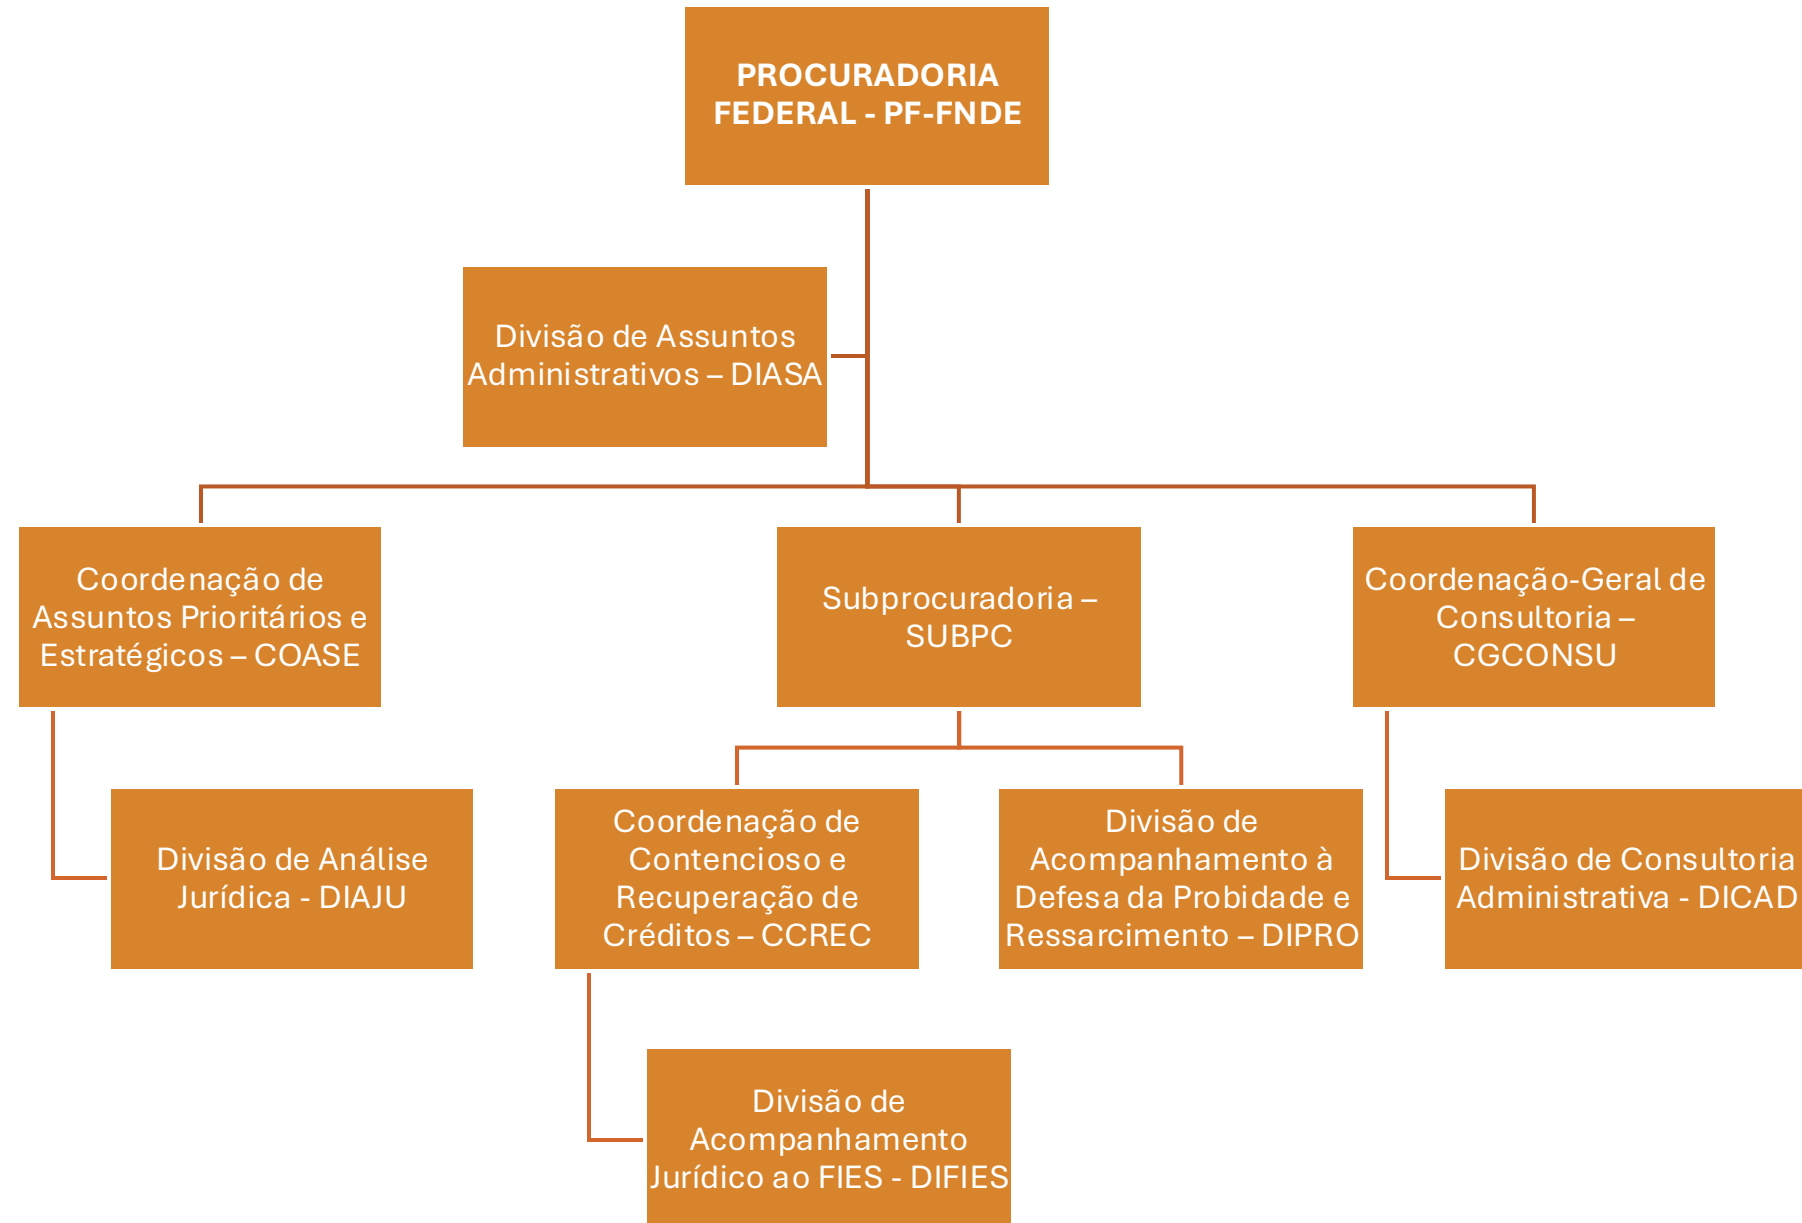 PROCURADORIA
FEDERAL - PF-FNDE
Divisão de Assuntos
Administrativos – DIASA
Coordenação de
Assuntos Prioritários e
Estratégicos – COASE
Subprocuradoria –
SUBPC
Coordenação-Geral de
Consultoria –
CGCONSU
Divisão de Análise
Jurídica - DIAJU
Coordenação de
Contencioso e
Recuperação de
Créditos – CCREC
Divisão de
Acompanhamento à
Defesa da Probidade e
Ressarcimento – DIPRO
Divisão de Consultoria
Administrativa - DICAD
Divisão de
Acompanhamento
Jurídico ao FIES - DIFIES